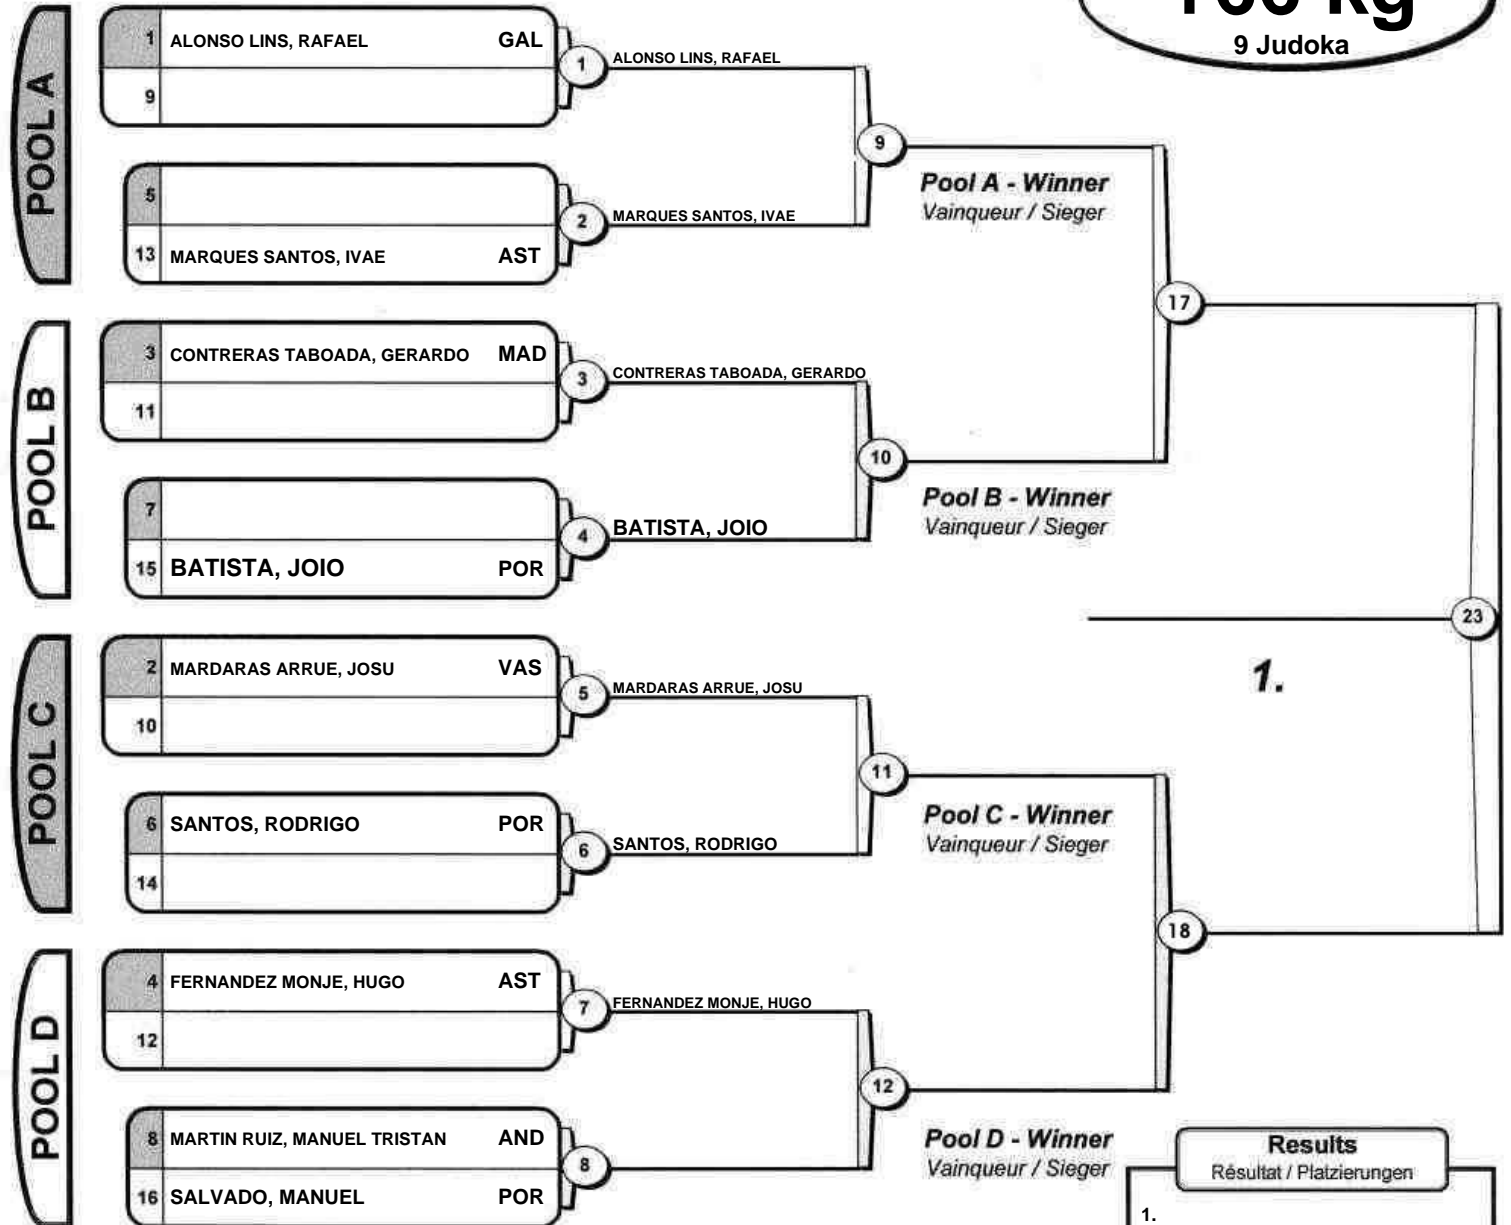 100 kg
9 Judoka
POOL A
1 ALONSO LINS, RAFAEL GAL
9
1 ALONSO LINS, RAFAEL
5
13 MARQUES SANTOS, IVAE AST
2 MARQUES SANTOS, IVAE
9
Pool A - Winner
Vainqueur / Sieger
POOL B
3 CONTRERAS TABOADA, GERARDO MAD
11
3 CONTRERAS TABOADA, GERARDO
7
15 BATISTA, JOIO POR
4 BATISTA, JOIO
10
Pool B - Winner
Vainqueur / Sieger
17
POOL C
2 MARDARAS ARRUE, JOSU VAS
10
5 MARDARAS ARRUE, JOSU
6 SANTOS, RODRIGO POR
14
6 SANTOS, RODRIGO
11
Pool C - Winner
Vainqueur / Sieger
POOL D
4 FERNANDEZ MONJE, HUGO AST
12
7 FERNANDEZ MONJE, HUGO
8 MARTIN RUIZ, MANUEL TRISTAN AND
16 SALVADO, MANUEL POR
8
12
Pool D - Winner
Vainqueur / Sieger
18
23
1.
Results
Résultat / Platzierungen
1.